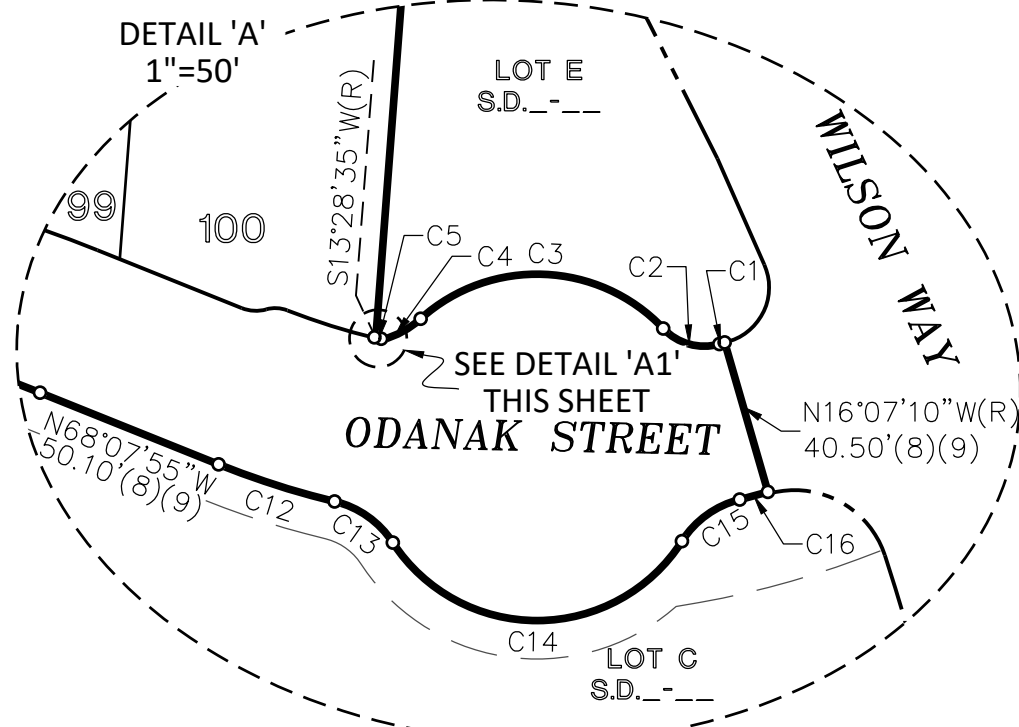 DETAIL 'A'
1"=50'
LOT E
S.D._-__
WILSON WAY
99
100
S13°28'35"W(R)
C5
C4
C3
C2
C1
SEE DETAIL 'A1'
THIS SHEET
ODANAK STREET
N16°07'10"W(R)
40.50'(8)(9)
N68°07'55"W
50.10'(8)(9)
C12
C13
C14
C15
C16
LOT C
S.D._-__